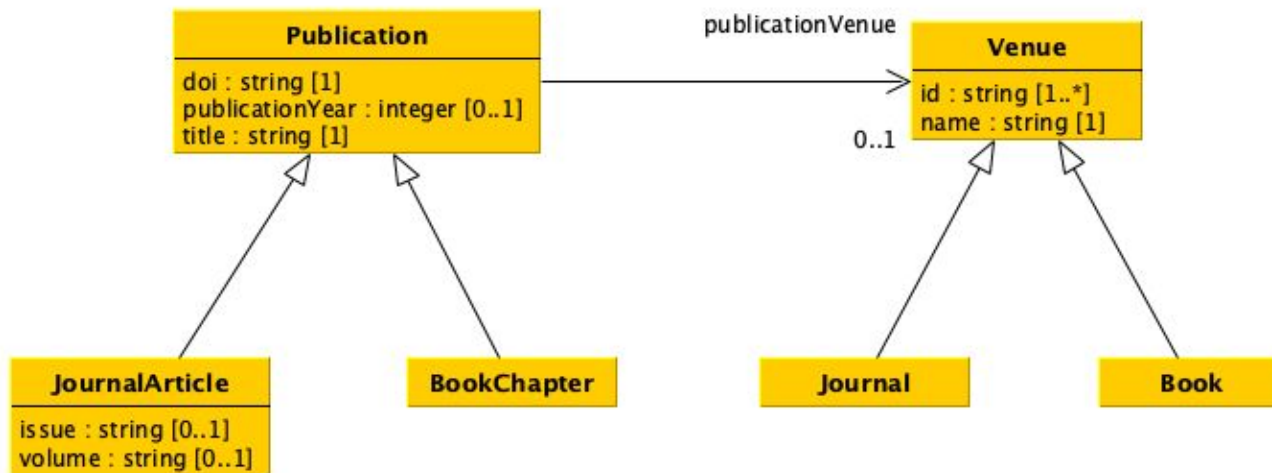 Publication
doi : string [1]
publicationYear : integer [0..1]
title : string [1]
publicationVenue
0..1
Venue
id : string [1..*]
name : string [1]
JournalArticle
issue : string [0..1]
volume : string [0..1]
BookChapter
Journal
Book